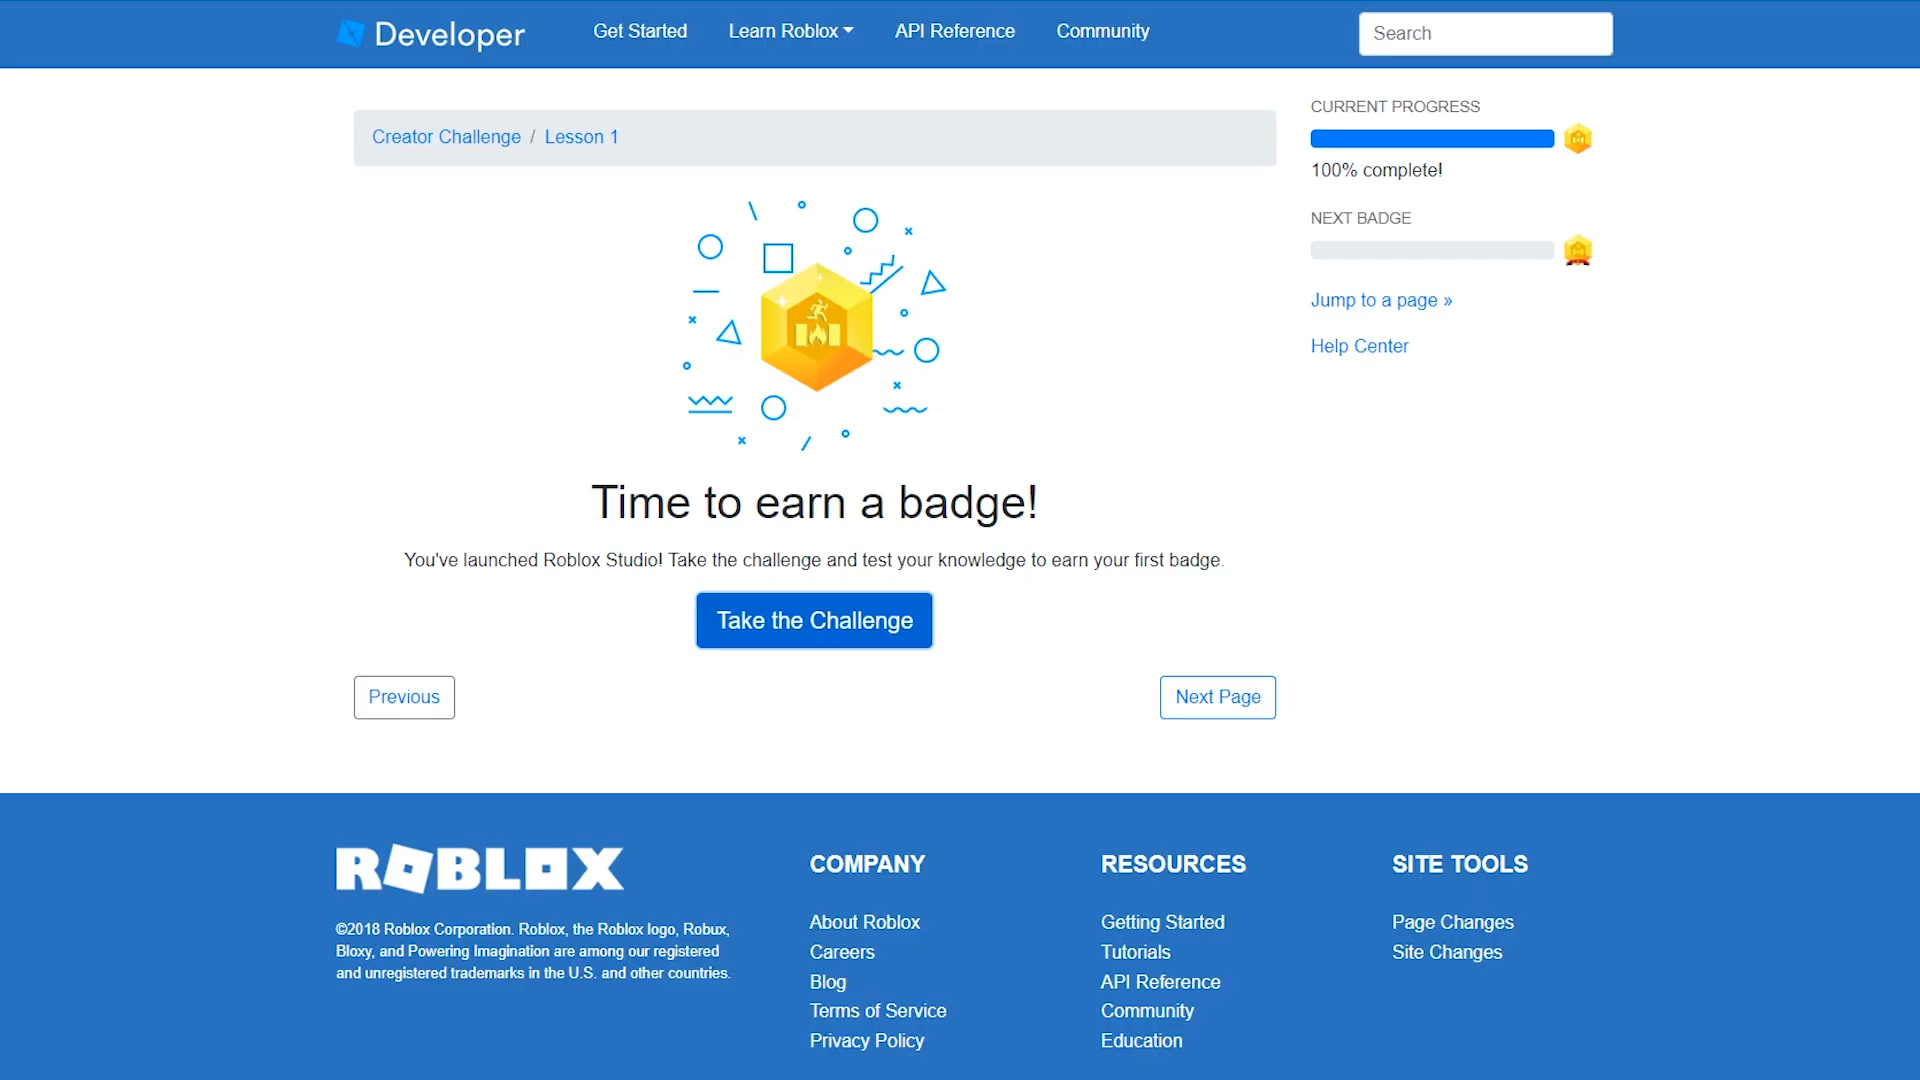 Developer
Get Started
Learn Roblox
API Reference
Community
Search
Creator Challenge / Lesson 1
CURRENT PROGRESS
100% complete!
NEXT BADGE
Jump to a page »
Help Center
Time to earn a badge!
You've launched Roblox Studio! Take the challenge and test your knowledge to earn your first badge.
Take the Challenge
Previous
Next Page
ROBLOX
©2018 Roblox Corporation. Roblox, the Roblox logo, Robux,
Bloxy, and Powering Imagination are among our registered
and unregistered trademarks in the U.S. and other countries.
COMPANY
About Roblox
Careers
Blog
Terms of Service
Privacy Policy
RESOURCES
Getting Started
Tutorials
API Reference
Community
Education
SITE TOOLS
Page Changes
Site Changes